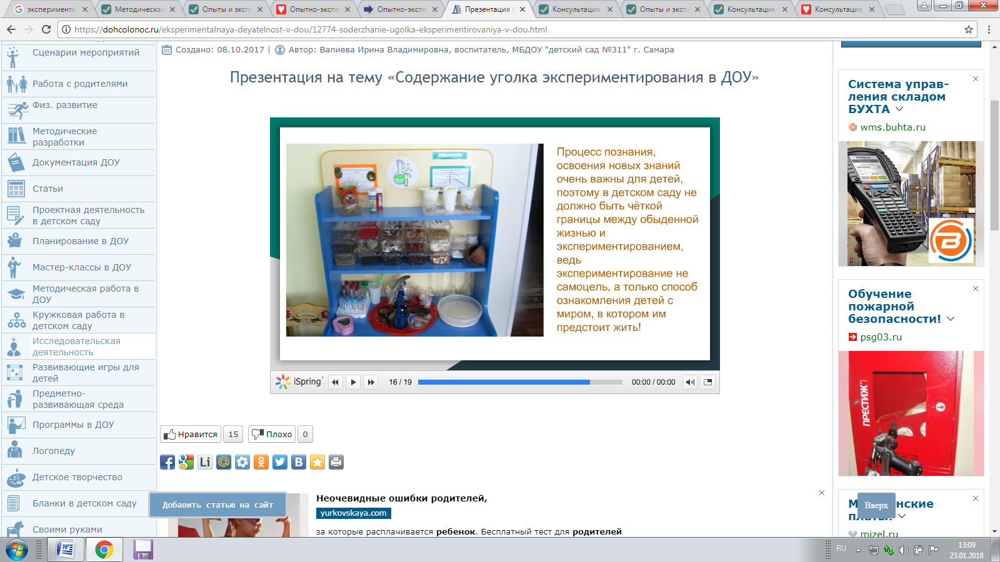 эксперимента
Методическая
Опыты и эксп
Опытно-экспе
Опытно-экспе
Презентация н
Консультация
Опыты и эксп
Консультация
Консультация
https://dohcolonoc.ru/eksperimentalnaya-deyatelnost-v-dou/12774-soderzhanie-ugolka-eksperimentirovaniya-v-dou.html
Сценарии мероприятий
Работа с родителями
Физ. развитие
Методические
разработки
Документация ДОУ
Статьи
Проектная деятельность
в детском саду
Планирование в ДОУ
Мастер-классы в ДОУ
Методическая работа в
ДОУ
Кружковая работа в
детском саду
Исследовательская
деятельность
Развивающие игры для
детей
Предметно-
развивающая среда
Программы в ДОУ
Логопеду
Детское творчество
Бланки в детском саду
Своими руками
Создано: 08.10.2017 | Автор: Валиева Ирина Владимировна, воспитатель, МБДОУ "детский сад №311" г. Самара
Презентация на тему «Содержание уголка экспериментирования в ДОУ»
Процесс познания,
освоения новых знаний
очень важны для детей,
поэтому в детском саду не
должно быть чёткой
границы между обыденной
жизнью и
экспериментированием,
ведь
экспериментирование не
самоцель, а только способ
ознакомления детей с
миром, в котором им
предстоит жить!
iSpring
16 / 19
00:00 / 00:00
Нравится
15
Плохо
0
Li
Добавить статью на сайт
Неочевидные ошибки родителей,
yurkovskaya.com
за которые расплачивается ребенок. Бесплатный тест для родителей
Система управ-
ления складом
БУХТА
wms.buhta.ru
Обучение
пожарной
безопасности!
psg03.ru
ПРЕСТИЖ
Вверх
mizel.ru
RU
13:09
23.01.2018